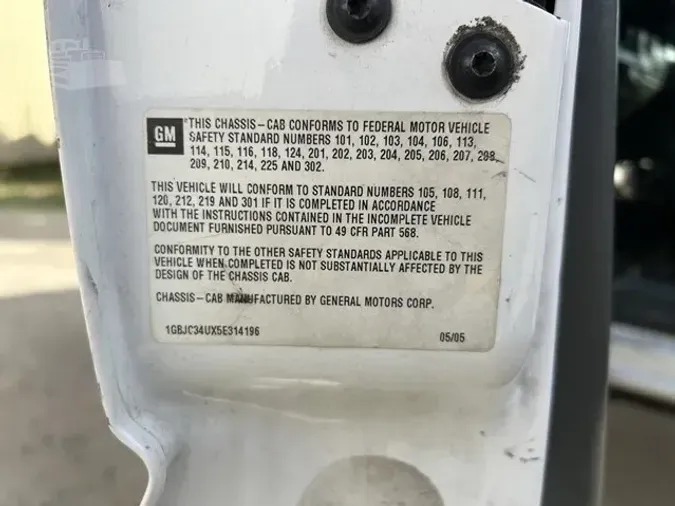 GM
THIS CHASSIS-CAB CONFORMS TO FEDERAL MOTOR VEHICLE
SAFETY STANDARD NUMBERS 101, 102, 103, 104, 106, 113,
114, 115, 116, 118, 124, 201, 202, 203, 204, 205, 206, 207, 208,
209, 210, 214, 225 AND 302.
THIS VEHICLE WILL CONFORM TO STANDARD NUMBERS 105, 108, 111,
120, 212, 219 AND 301 IF IT IS COMPLETED IN ACCORDANCE
WITH THE INSTRUCTIONS CONTAINED IN THE INCOMPLETE VEHICLE
DOCUMENT FURNISHED PURSUANT TO 49 CFR PART 568.
CONFORMITY TO THE OTHER SAFETY STANDARDS APPLICABLE TO THIS
VEHICLE WHEN COMPLETED IS NOT SUBSTANTIALLY AFFECTED BY THE
DESIGN OF THE CHASSIS CAB.
CHASSIS-CAB MANUFACTURED BY GENERAL MOTORS CORP.
1GBJC34UX5E314196 05/05